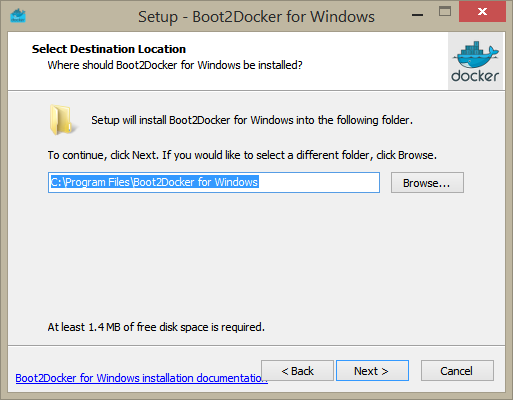 Setup - Boot2Docker for Windows
Select Destination Location
Where should Boot2Docker for Windows be installed?
docker
Setup will install Boot2Docker for Windows into the following folder.
To continue, click Next. If you would like to select a different folder, click Browse.
C:\Program Files\Boot2Docker for Windows
Browse...
At least 1.4 MB of free disk space is required.
Boot2Docker for Windows installation documentation
< Back
Next >
Cancel